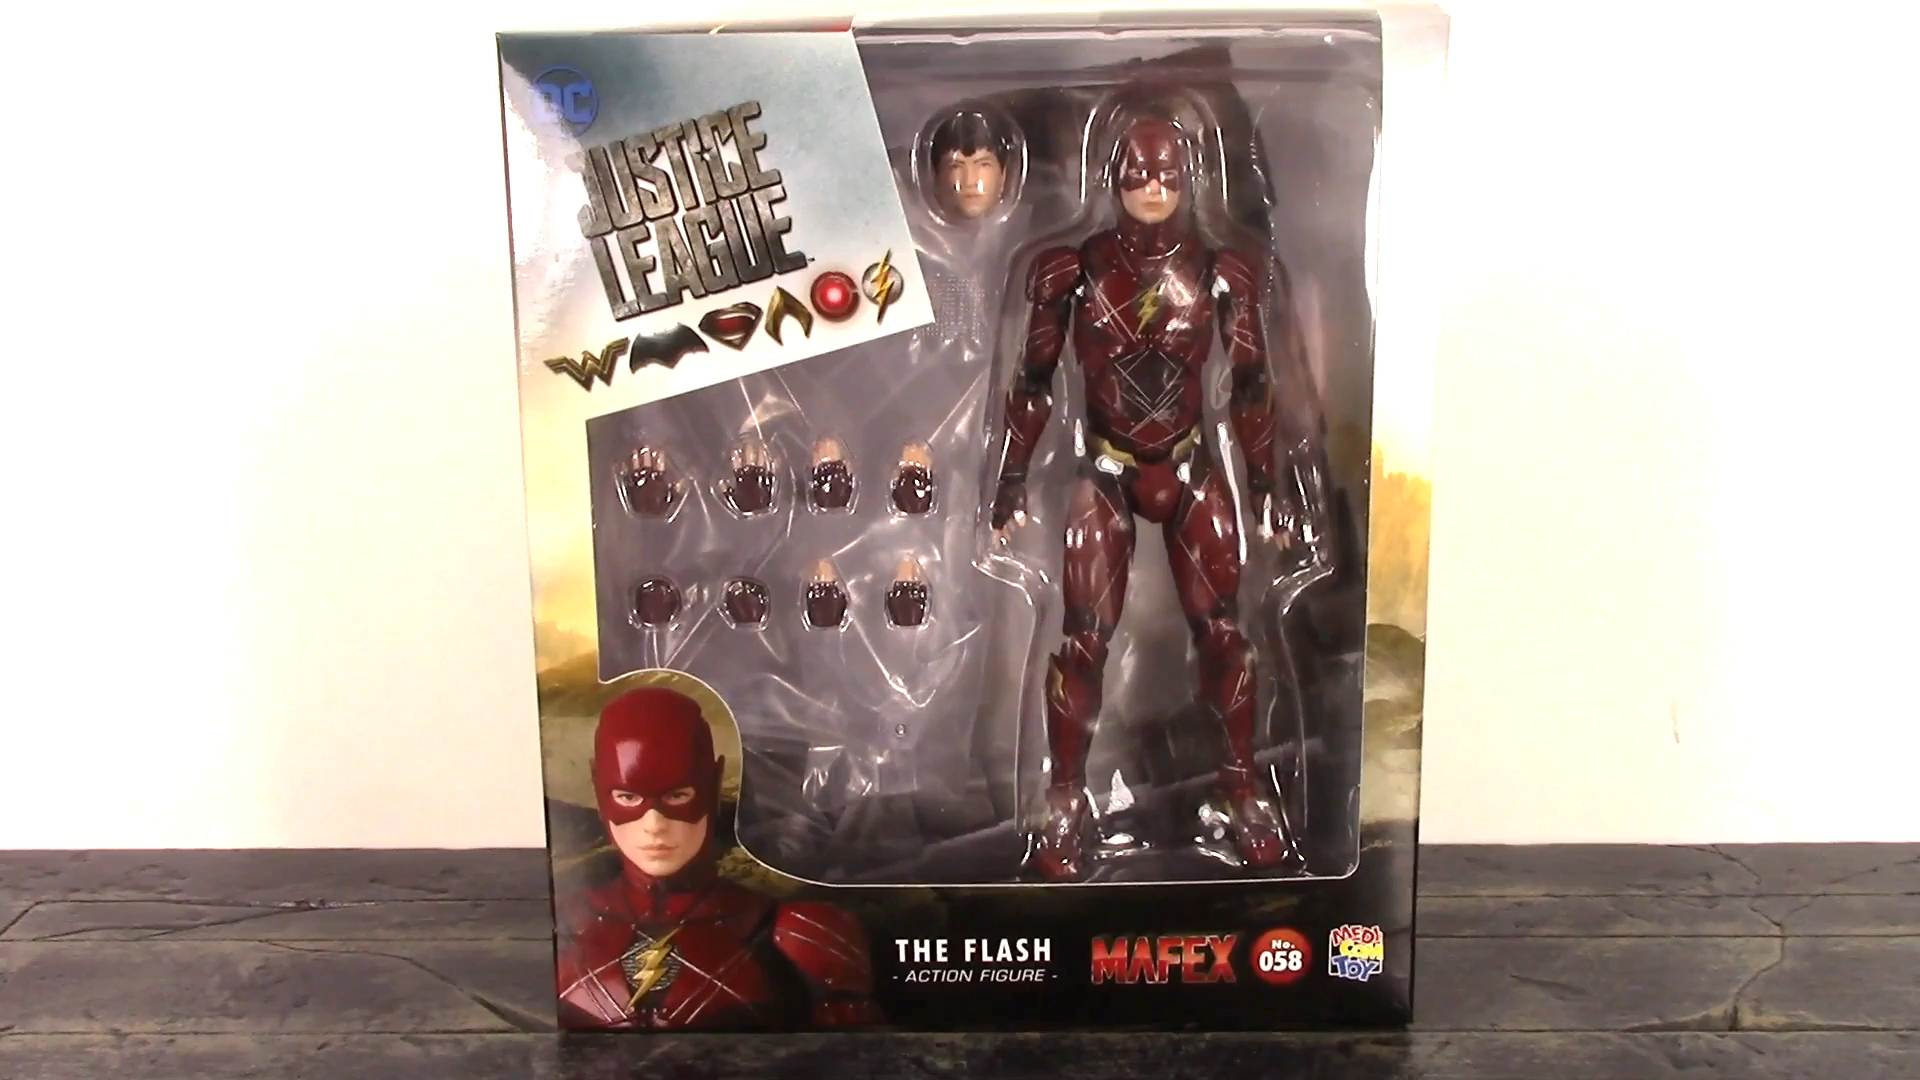 DC
JUSTICE
LEAGUE
THE FLASH
- ACTION FIGURE -
MAFEX
No.
058
MEDI
COM
TOY